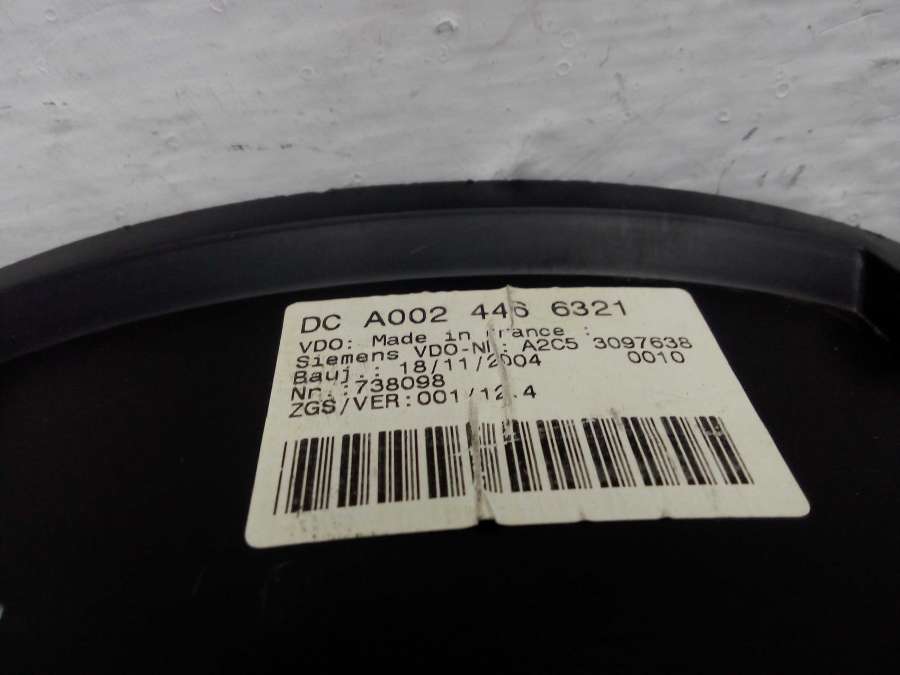 DC A002 446 6321
VDO: Made in France :
Siemens VDO-Nr: A2C5 3097638
Bauj.: 18/11/2004 0010
Nr.:738098
ZGS/VER:001/12.4